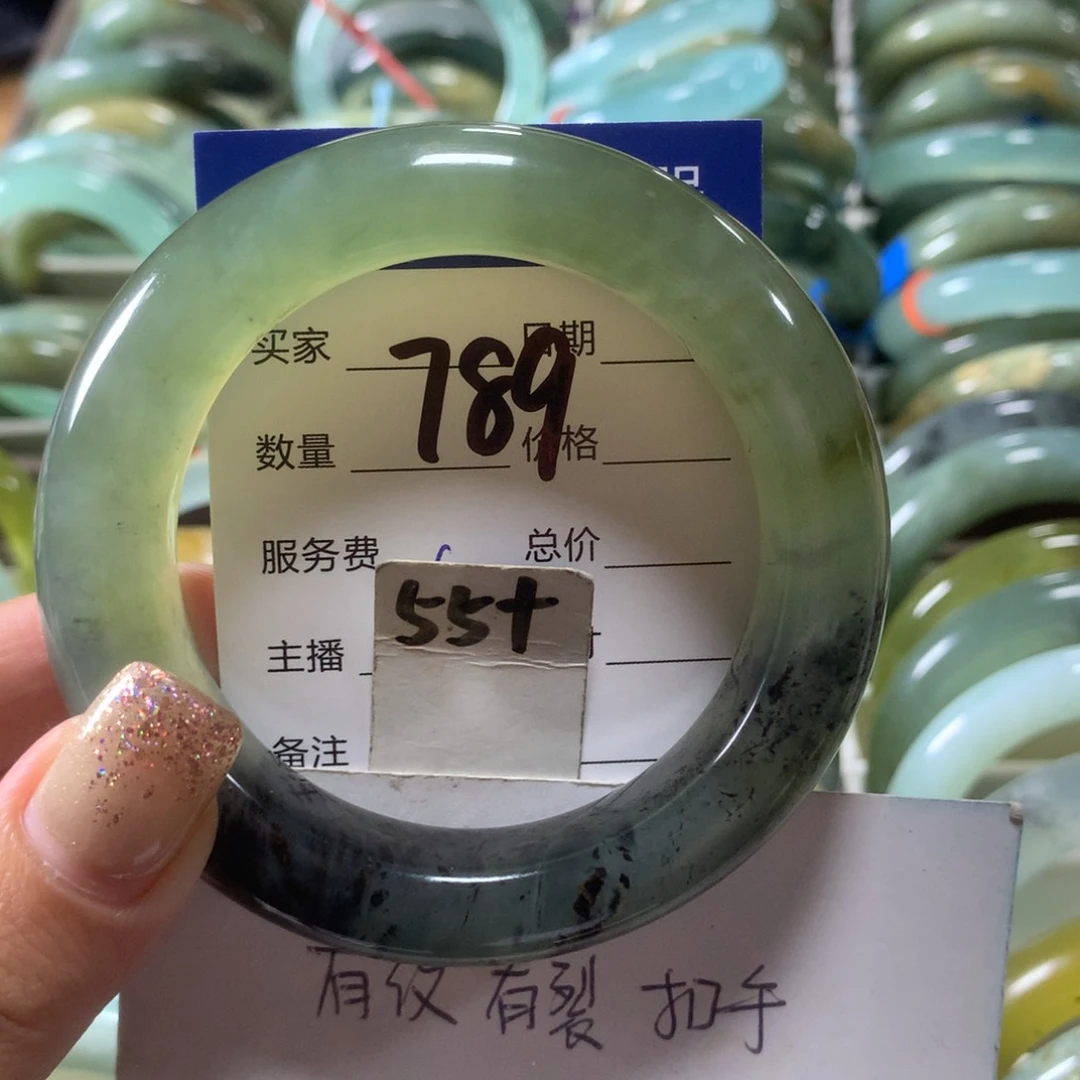 买家 日期
789
数量 价格
服务费 总价
55+
主播
备注
有纹 有裂 扣手